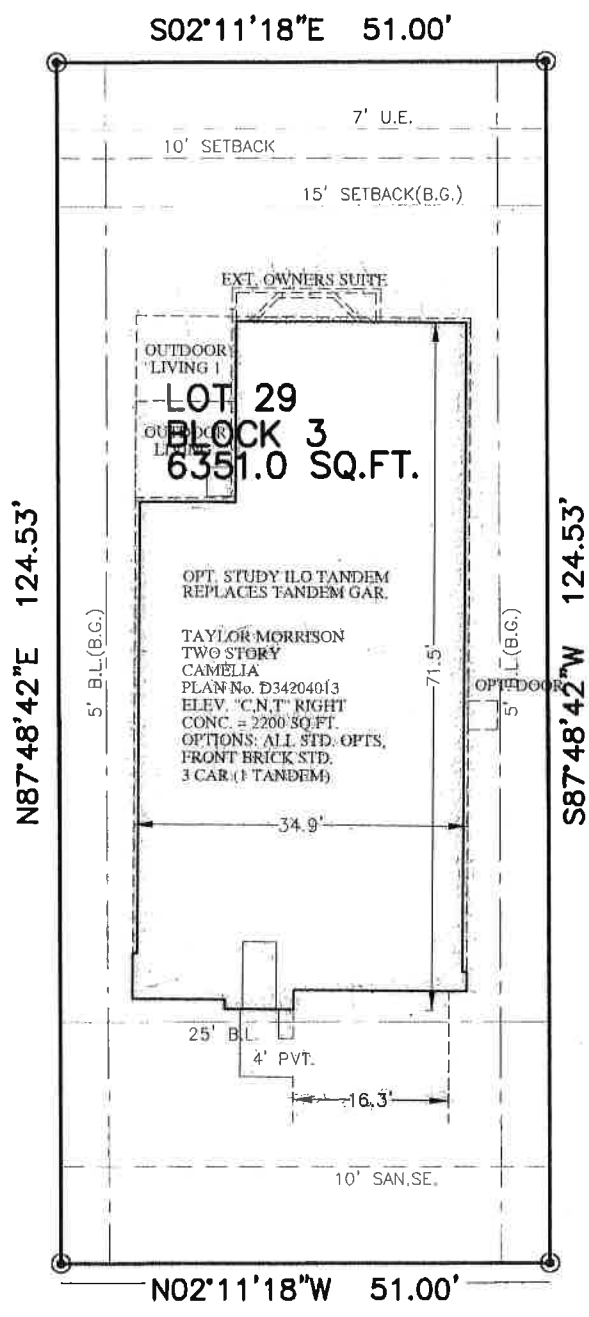 S02°11'18"E 51.00'
7' U.E.
10' SETBACK
15' SETBACK(B.G.)
EXT. OWNERS SUITE
OUTDOOR
LIVING 1
LOT 29
BLOCK 3
6351.0 SQ.FT.
OUTDOOR
LIVING
N87°48'42"E 124.53'
S87°48'42"W 124.53'
5' B.L.(B.G.)
5' B.L.(B.G.)
71.5'
OPT. STUDY ILO TANDEM
REPLACES TANDEM GAR.
TAYLOR MORRISON
TWO STORY
CAMELIA
PLAN No. D34204013
ELEV. "C,N,T" RIGHT
CONC. = 2200 SQ.FT.
OPTIONS: ALL STD. OPTS,
FRONT BRICK STD.
3 CAR (1 TANDEM)
OPT DOOR
34.9'
25' B.L.
4' PVT.
16.3'
10' SAN.SE.
N02°11'18"W 51.00'